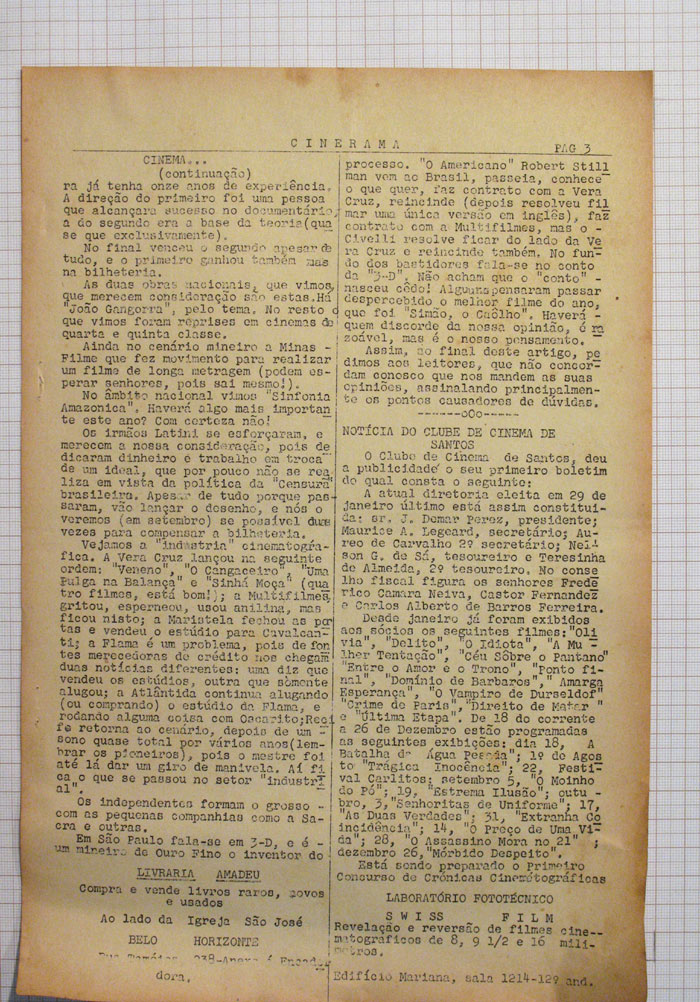 C I N E R A M A
PAG 3
CINEMA...
(continuação)
ra já tenha onze anos de experiência.
A direção do primeiro foi uma pessoa
que alcançara sucesso no documentário,
a do segundo era a base da teoria(qua
se que exclusivamente).
No final venceu o segundo apesar de
tudo, e o primeiro ganhou também mas
na bilheteria.
As duas obras nacionais, que vimos,
que merecem consideração são estas.Há
"João Gangorra", pelo tema. No resto o
que vimos foram reprises em cinemas de
quarta e quinta classe.
Ainda no cenário mineiro a Minas -
Filme que fez movimento para realizar
um filme de longa metragem (podem es-
perar senhores, pois sai mesmo!).
No âmbito nacional vimos "Sinfonia
Amazonica". Haverá algo mais importan
te este ano? Com certeza não!
Os irmãos Latini se esforçaram, e
merecem a nossa consideração, pois de
dicaram dinheiro e trabalho em troca
de um ideal, que por pouco não se rea
liza em vista da política da "Censura"
brasileira. Apesar de tudo porque pas
saram, vão lançar o desenho, e nós o
veremos (em setembro) se possível duas
vezes para compensar a bilheteria.
Vejamos a "indústria" cinematográ-
fica. A Vera Cruz lançou na seguinte
ordem: "Veneno", "O Cangaceiro", "Uma
Pulga na Balança" e "Sinhá Moça" (qua
tro filmes, está bom!); a Multifilmes,
gritou, esperneou, usou anilina, mas
ficou nisto; a Maristela fechou as por
tas e vendeu o estúdio para Cavalcan-
ti; a Flama é um problema, pois de fon
tes merecedoras de crédito nos chegam
duas notícias diferentes: uma diz que
vendeu os estúdios, outra que sòmente
alugou; a Atlântida continua alugando
(ou comprando) o estúdio da Flama, e
rodando alguma coisa com Oscarito;Reci
fe retorna ao cenário, depois de um -
sono quase total por vários anos(lem-
brar os pioneiros), pois o mestre foi
até lá dar um giro de manivela. Aí fi
ca o que se passou no setor "industri
al".
Os independentes formam o grosso -
com as pequenas companhias como a Sa-
cra e outras.
Em São Paulo fala-se em 3-D, e é -
um mineiro de Ouro Fino o inventor do
LIVRARIA AMADEU
Compra e vende livros raros, novos
e usados
Ao lado da Igreja São José
BELO HORIZONTE
238-Anexo á Encader
dora.
processo. "O Americano" Robert Still
man vem ao Brasil, passeia, conhece
o que quer, faz contrato com a Vera
Cruz, reincinde (depois resolveu fil
mar uma única versão em inglês), faz
contrato com a Multifilmes, mas o -
Civelli resolve ficar do lado da Ve
ra Cruz e reincinde também. No fun-
do dos bastidores fala-se no conto
da "3-D". Não acham que o "conto" -
nasceu cêdo! Algunspensaram passar
despercebido o melhor filme do ano,
que foi "Simão, o Caôlho". Haverá -
quem discorde da nossa opinião, é ra
zoável, mas é o nosso pensamento.
Assim, ao final deste artigo, pe
dimos aos leitores, que não concor-
dam conosco que nos mandem as suas
opiniões, assinalando principalmen-
te os pontos causadores de dúvidas.
------oOo------
NOTÍCIA DO CLUBE DE CINEMA DE
SANTOS
O Clube de Cinema de Santos, deu
a publicidade o seu primeiro boletim
do qual consta o seguinte:
A atual diretoria eleita em 29 de
janeiro último está assim constitui-
da: sr. J. Domar Perez, presidente;
Maurice A. Legeard, secretário; Au-
reo de Carvalho 2º secretário; Nel-
son G. de Sá, tesoureiro e Teresinha
de Almeida, 2º tesoureiro. No conse
lho fiscal figura os senhores Frede
rico Camara Neiva, Castor Fernandez
e Carlos Alberto de Barros Ferreira.
Desde janeiro já foram exibidos
aos sócios os seguintes filmes:"Oli
via", "Delito", "O Idiota", "A Mu -
lher Tentação", "Céu Sôbre o Pantano"
"Entre o Amor e o Trono", "Ponto fi-
nal", "Domínio de Barbaros", "Amarga
Esperança", "O Vampiro de Durseldof"
"Crime de Paris","Direito de Matar "
e "Última Etapa". De 18 do corrente
a 26 de Dezembro estão programadas
as seguintes exibições: dia 18, A
Batalha da Água Pesada"; 1º de Agos
to "Trágica Inocência"; 22, Festi-
val Carlitos; setembro 5, "O Moinho
do Pó"; 19, "Estrema Ilusão"; outu -
bro, 3,"Senhoritas de Uniforme"; 17,
"As Duas Verdades"; 31, "Extranha Co
incidência"; 14, "O Preço de Uma Vi-
da"; 28, "O Assassino Mora no 21" ;
dezembro 26,"Mórbido Despeito".
Está sendo preparado o Primeiro
Concurso de Crônicas Cinemétográficas
LABORATÓRIO FOTOTÉCNICO
S W I S S F I L M
Revelação e reversão de filmes cine--
matográficos de 8, 9 1/2 e 16 milí-
metros.
Edifício Mariana, sala 1214-12º and.